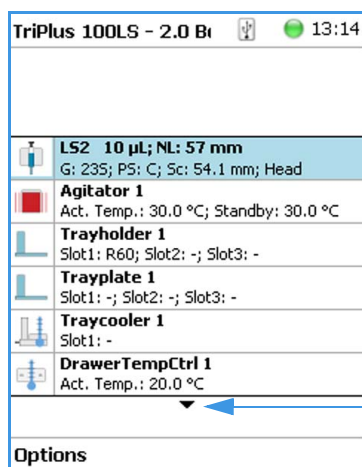 TriPlus 100LS - 2.0 13:14
LS2 10 µL; NL: 57 mm
G: 23S; PS: C; Sc: 54.1 mm; Head
Agitator 1
Act. Temp.: 30.0 °C; Standby: 30.0 °C
Trayholder 1
Slot1: R60; Slot2: -; Slot3: -
Trayplate 1
Slot1: -; Slot2: -; Slot3: -
Traycooler 1
Slot1: -
DrawerTempCtrl 1
Act. Temp.: 20.0 °C
Options